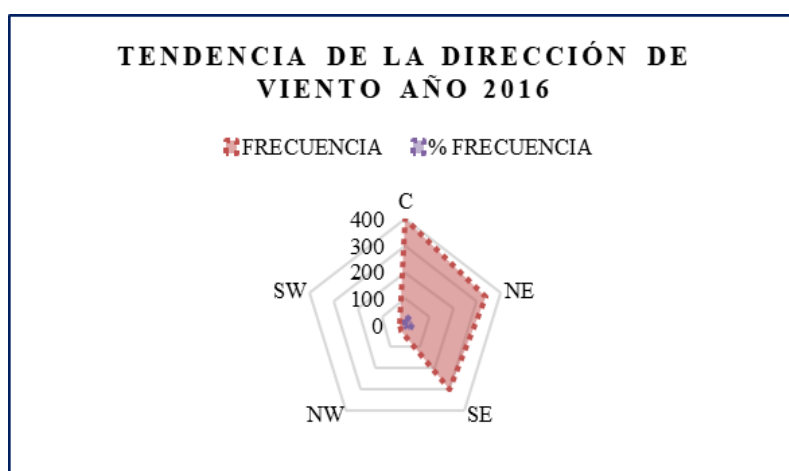 TENDENCIA DE LA DIRECCIÓN DE
VIENTO AÑO 2016
FRECUENCIA % FRECUENCIA
C
400
300
200
100
0
SW
NE
NW
SE